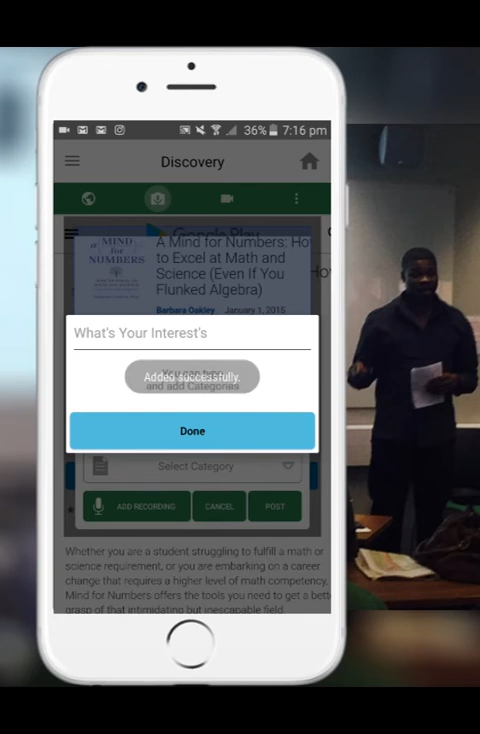 36% 7:16 pm
Discovery
Google Play
a MIND
for
NUMBERS
A Mind for Numbers: How
to Excel at Math and
Science (Even If You
Flunked Algebra)
Barbara Oakley January 1, 2015
What's Your Interest's
You can type
and add Categories
Added successfully.
Done
Select Category
ADD RECORDING
CANCEL
POST
Whether you are a student struggling to fulfill a math or
science requirement, or you are embarking on a career
change that requires a higher level of math competency,
Mind for Numbers offers the tools you need to get a bett
grasp of that intimidating but inescapable field